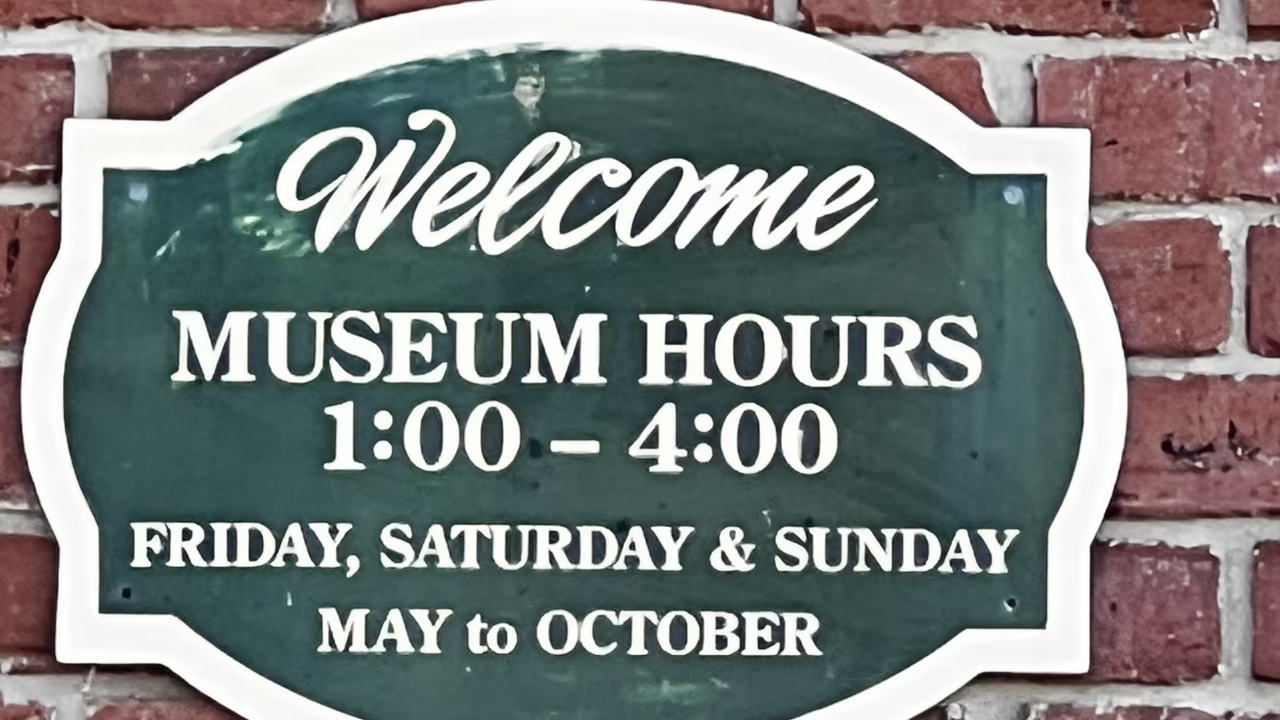 Welcome
MUSEUM HOURS
1:00 – 4:00
FRIDAY, SATURDAY & SUNDAY
MAY to OCTOBER